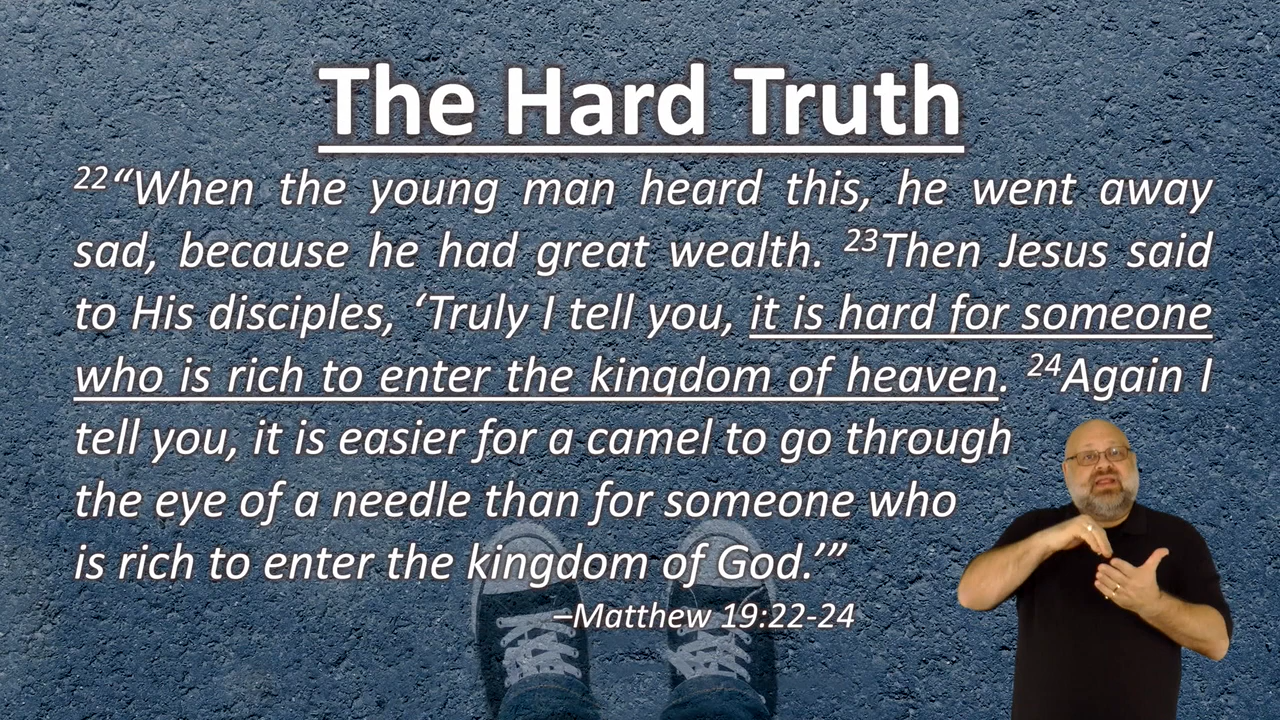 The Hard Truth
²²“When the young man heard this, he went away
sad, because he had great wealth. ²³Then Jesus said
to His disciples, ‘Truly I tell you, it is hard for someone
who is rich to enter the kingdom of heaven. ²⁴Again I
tell you, it is easier for a camel to go through
the eye of a needle than for someone who
is rich to enter the kingdom of God.’”
–Matthew 19:22-24